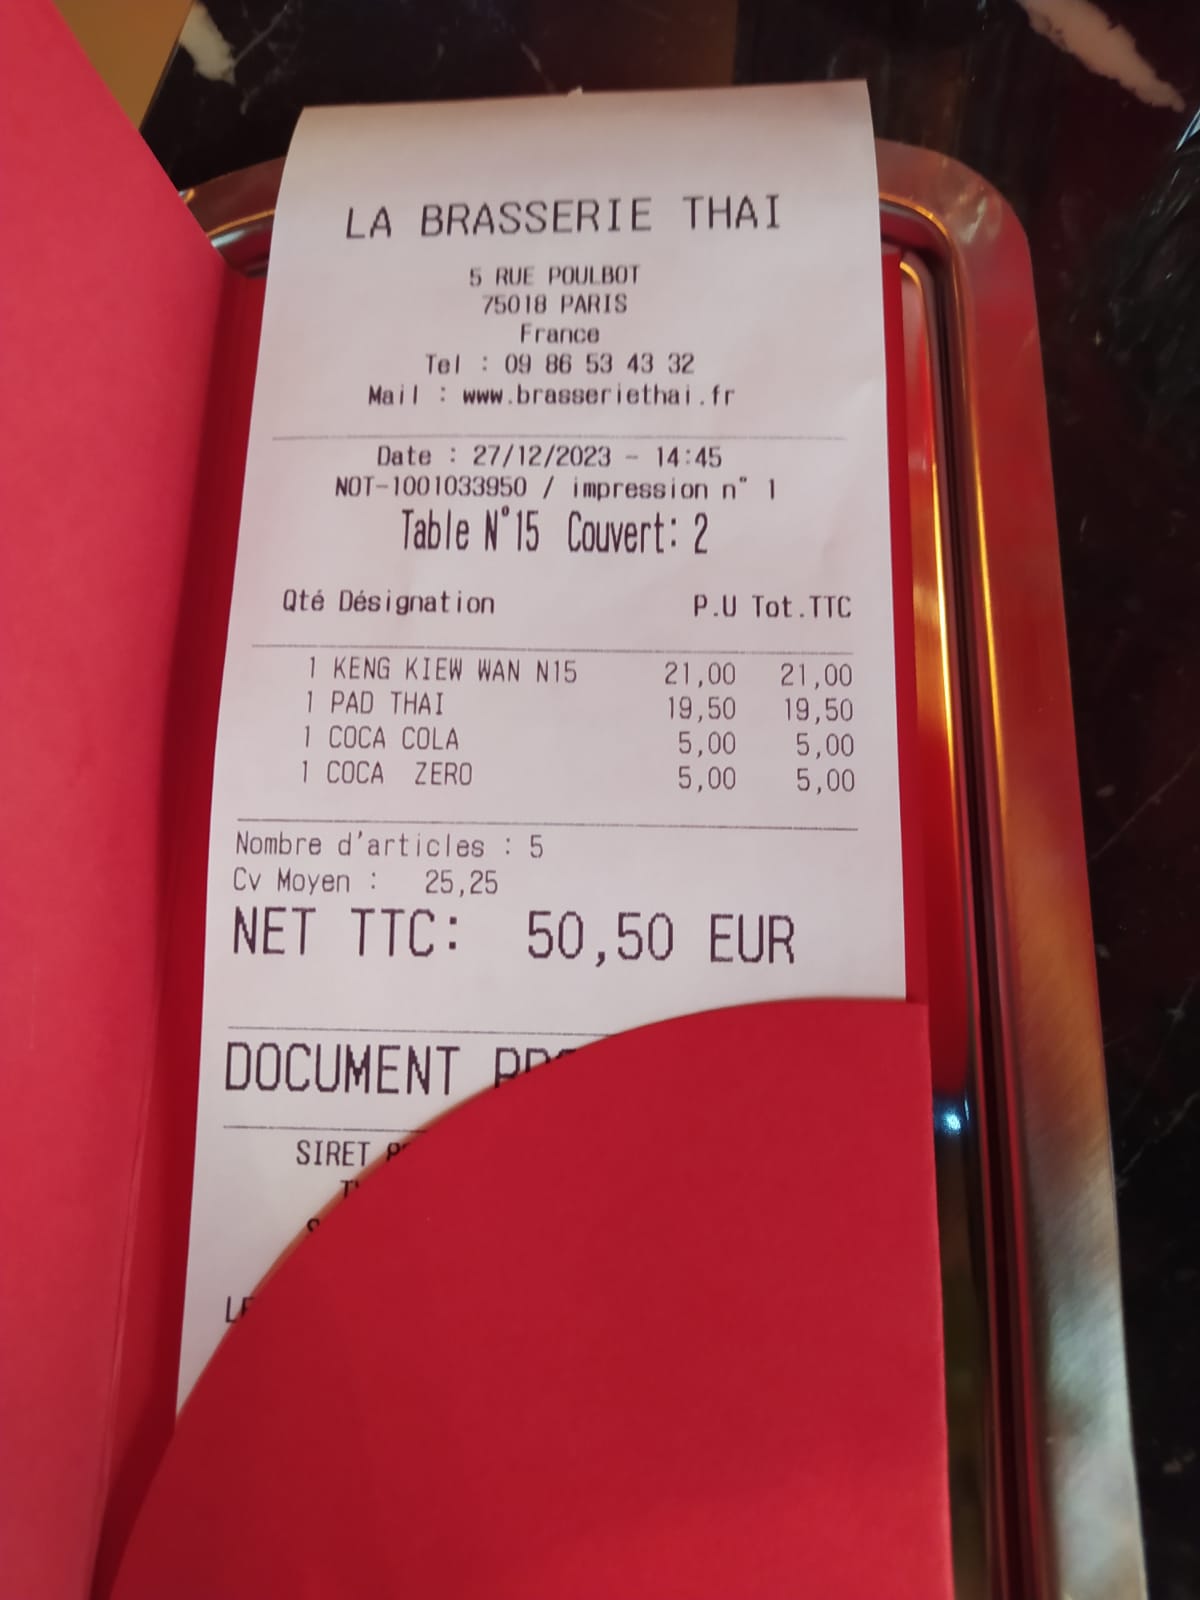 LA BRASSERIE THAI
5 RUE POULBOT
75018 PARIS
France
Tel : 09 86 53 43 32
Mail : www.brasseriethai.fr
Date : 27/12/2023 - 14:45
NOT-1001033950 / impression n° 1
Table N°15 Couvert: 2
Qté Désignation P.U Tot.TTC
1 KENG KIEW WAN N15 21,00 21,00
1 PAD THAI 19,50 19,50
1 COCA COLA 5,00 5,00
1 COCA ZERO 5,00 5,00
Nombre d'articles : 5
Cv Moyen : 25,25
NET TTC: 50,50 EUR
DOCUMENT
SIRET